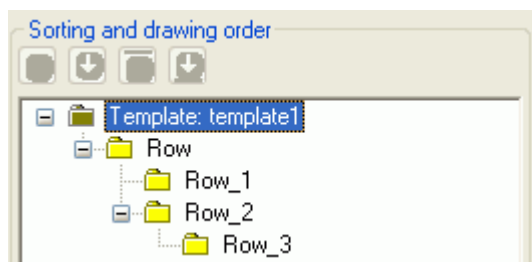 Sorting and drawing order
Template: template1
Row
Row_1
Row_2
Row_3